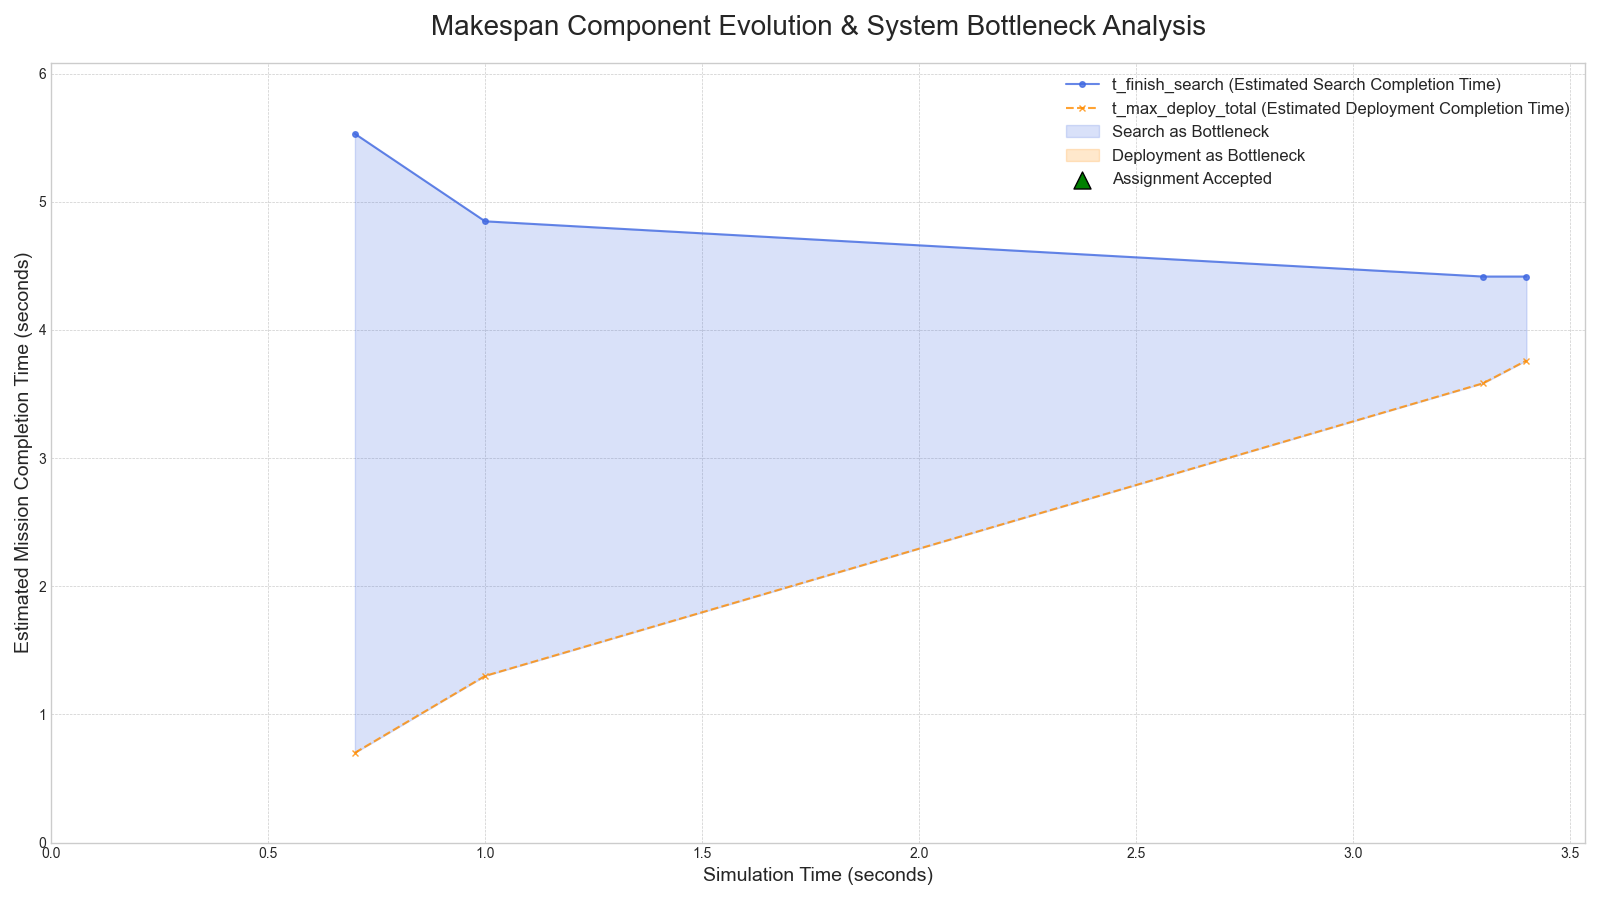 Makespan Component Evolution & System Bottleneck Analysis
t_finish_search (Estimated Search Completion Time)
t_max_deploy_total (Estimated Deployment Completion Time)
Search as Bottleneck
Deployment as Bottleneck
Assignment Accepted
Estimated Mission Completion Time (seconds)
6
5
4
3
2
1
0
0.0 0.5 1.0 1.5 2.0 2.5 3.0 3.5
Simulation Time (seconds)